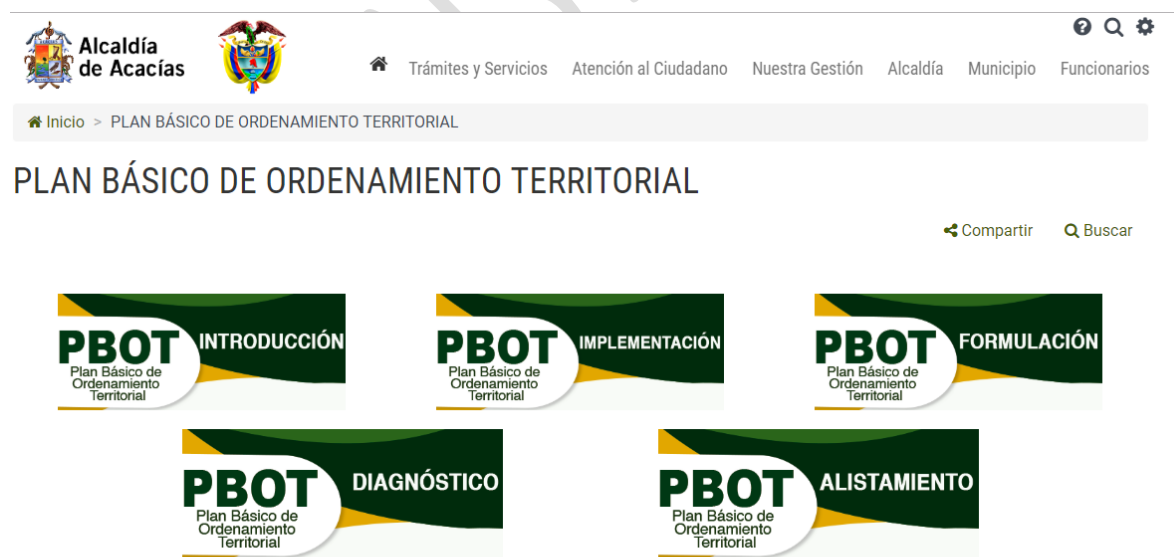 Alcaldía
de Acacías
Trámites y Servicios Atención al Ciudadano Nuestra Gestión Alcaldía Municipio Funcionarios
Inicio > PLAN BÁSICO DE ORDENAMIENTO TERRITORIAL
PLAN BÁSICO DE ORDENAMIENTO TERRITORIAL
Compartir Buscar
PBOT INTRODUCCIÓN
Plan Básico de
Ordenamiento
Territorial
PBOT IMPLEMENTACIÓN
Plan Básico de
Ordenamiento
Territorial
PBOT FORMULACIÓN
Plan Básico de
Ordenamiento
Territorial
PBOT DIAGNÓSTICO
Plan Básico de
Ordenamiento
Territorial
PBOT ALISTAMIENTO
Plan Básico de
Ordenamiento
Territorial